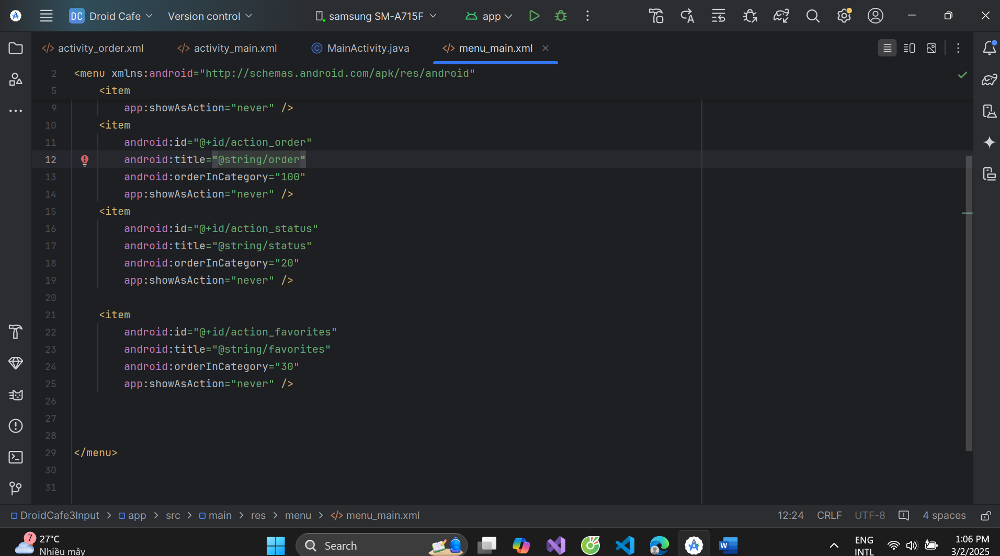 DC Droid Cafe Version control samsung SM-A715F app
activity_order.xml activity_main.xml MainActivity.java menu_main.xml
2 <menu xmlns:android="http://schemas.android.com/apk/res/android"
5 <item
9 app:showAsAction="never" />
10 <item
11 android:id="@+id/action_order"
12 android:title="@string/order"
13 android:orderInCategory="100"
14 app:showAsAction="never" />
15 <item
16 android:id="@+id/action_status"
17 android:title="@string/status"
18 android:orderInCategory="20"
19 app:showAsAction="never" />
20
21 <item
22 android:id="@+id/action_favorites"
23 android:title="@string/favorites"
24 android:orderInCategory="30"
25 app:showAsAction="never" />
26
27
28
29 </menu>
30
31
DroidCafe3Input > app > src > main > res > menu > menu_main.xml 12:24 CRLF UTF-8 4 spaces
7 27°C
Nhiều mây
Search
ENG
INTL
1:06 PM
3/2/2025